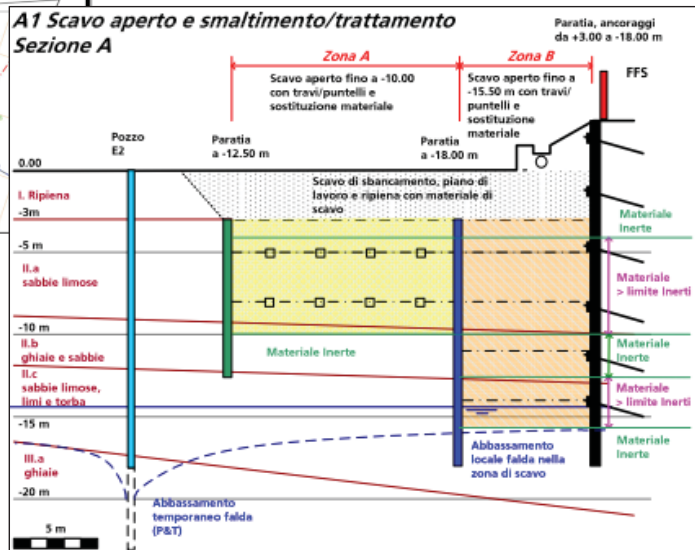 A1 Scavo aperto e smaltimento/trattamento
Sezione A
Paratia, ancoraggi
da +3.00 a -18.00 m
Zona A
Zona B
FFS
Scavo aperto fino a -10.00
con travi/puntelli e
sostituzione materiale
Scavo aperto fino a
-15.50 m con travi/
puntelli e
sostituzione
materiale
Pozzo
E2
Paratia
a -12.50 m
Paratia
a -18.00 m
0.00
Scavo di sbancamento, piano di
lavoro e ripiena con materiale di
scavo
I. Ripiena
-3m
Materiale
Inerte
-5 m
II.a
sabbie limose
Materiale
> limite Inerti
-10 m
II.b
ghiaie e sabbie
Materiale Inerte
Materiale
Inerte
II.c
sabbie limose,
limi e torba
Materiale
> limite Inerti
-15 m
Materiale
Inerte
III.a
ghiaie
Abbassamento
locale falda nella
zona di scavo
-20 m
Abbassamento
temporaneo falda
(P&T)
5 m